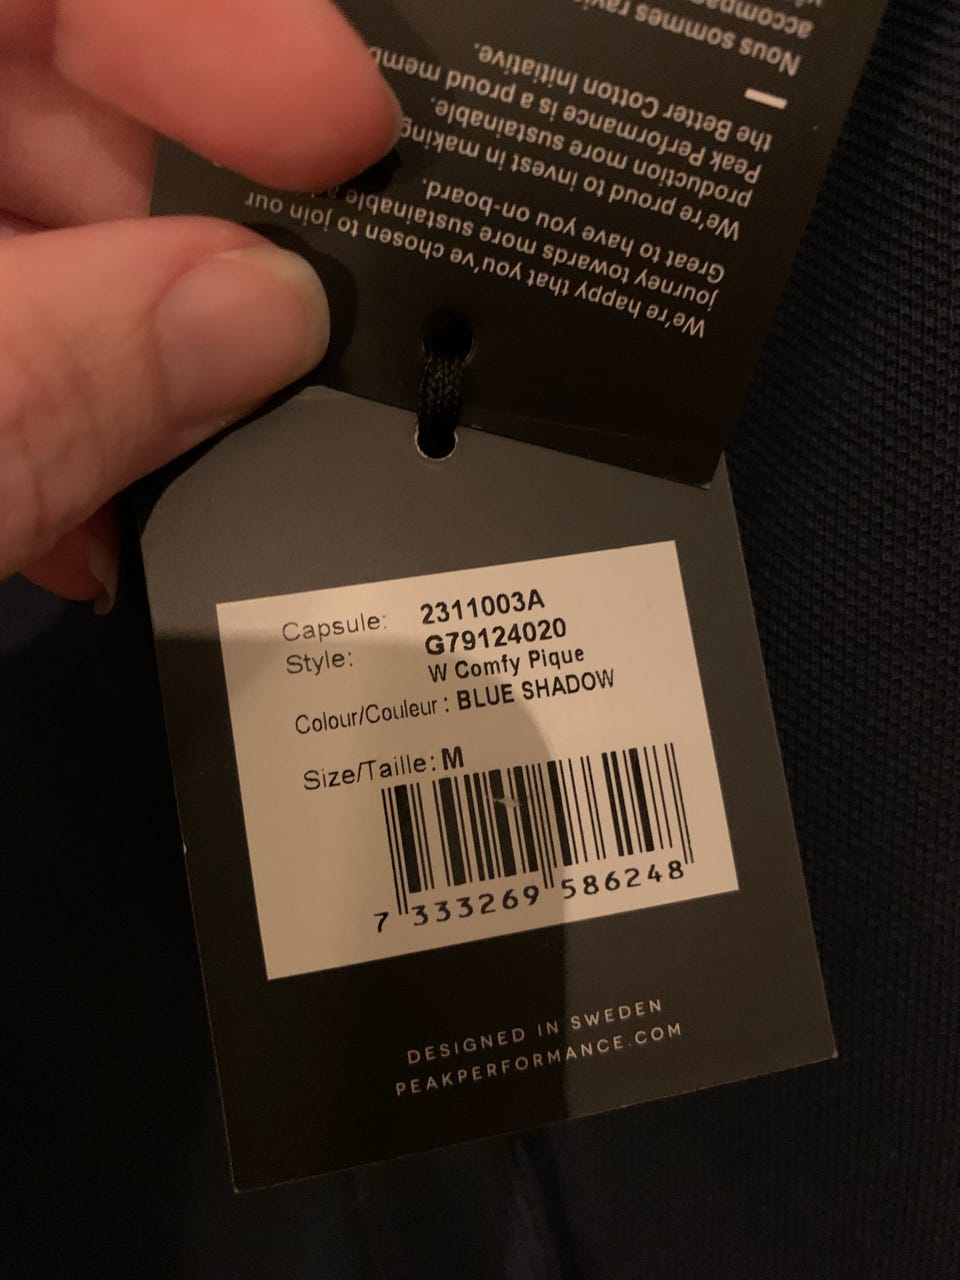 We're happy that you've chosen to join our
journey towards more sustainable
Great to have you on-board.
We're proud to invest in making
production more sustainable.
Peak Performance is a proud
the Better Cotton Initiative.
Nous sommes
Capsule: 2311003A
Style: G79124020
W Comfy Pique
Colour/Couleur : BLUE SHADOW
Size/Taille: M
7 333269 586248
DESIGNED IN SWEDEN
PEAKPERFORMANCE.COM